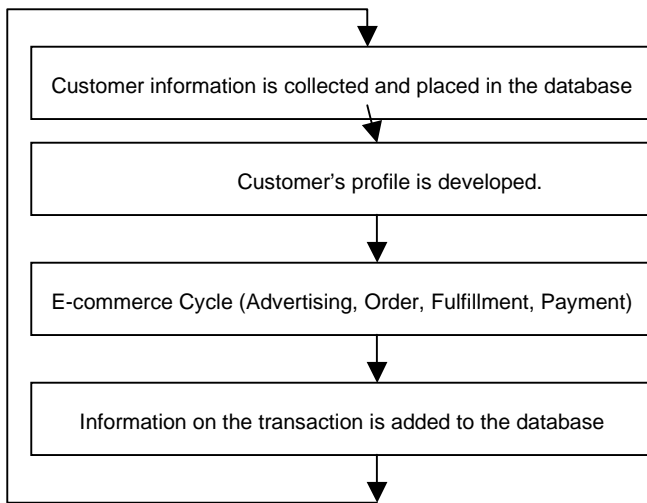 Customer information is collected and placed in the database
Customer’s profile is developed.
E-commerce Cycle (Advertising, Order, Fulfillment, Payment)
Information on the transaction is added to the database